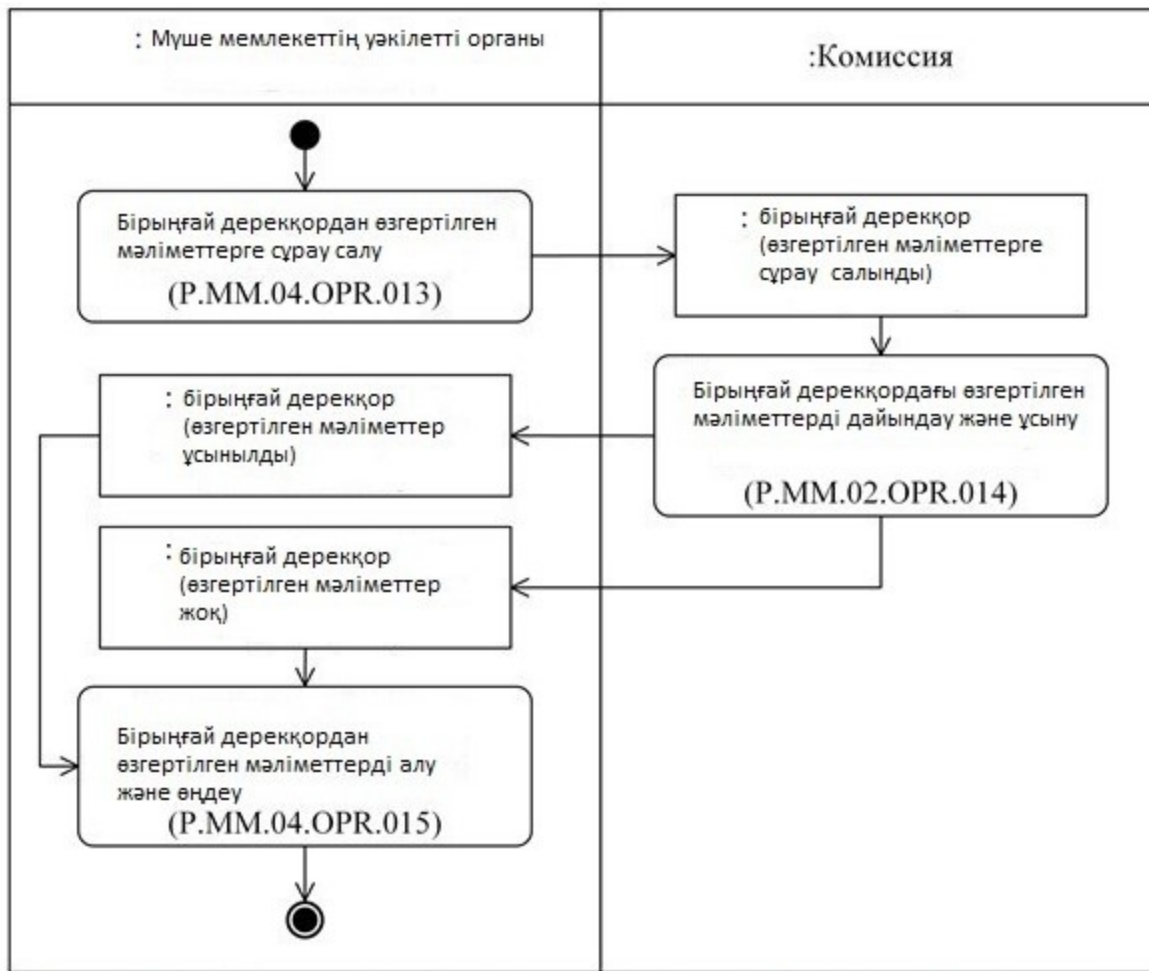 : Мүше мемлекеттің уәкілетті органы
:Комиссия
Бірыңғай дерекқордан өзгертілген
мәліметтерге сұрау салу
(P.MM.04.OPR.013)
: бірыңғай дерекқор
(өзгертілген мәліметтерге
сұрау салынды)
Бірыңғай дерекқордағы өзгертілген
мәліметтерді дайындау және ұсыну
(P.MM.02.OPR.014)
: бірыңғай дерекқор
(өзгертілген мәліметтер
ұсынылды)
: бірыңғай дерекқор
(өзгертілген мәліметтер
жоқ)
Бірыңғай дерекқордан
өзгертілген мәліметтерді алу
және өңдеу
(P.MM.04.OPR.015)